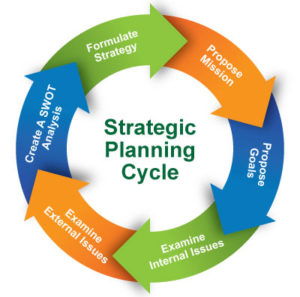 Strategic
Planning
Cycle
Propose
Mission
Propose
Goals
Examine
Internal Issues
Examine
External Issues
Create A SWOT
Analysis
Formulate
Strategy